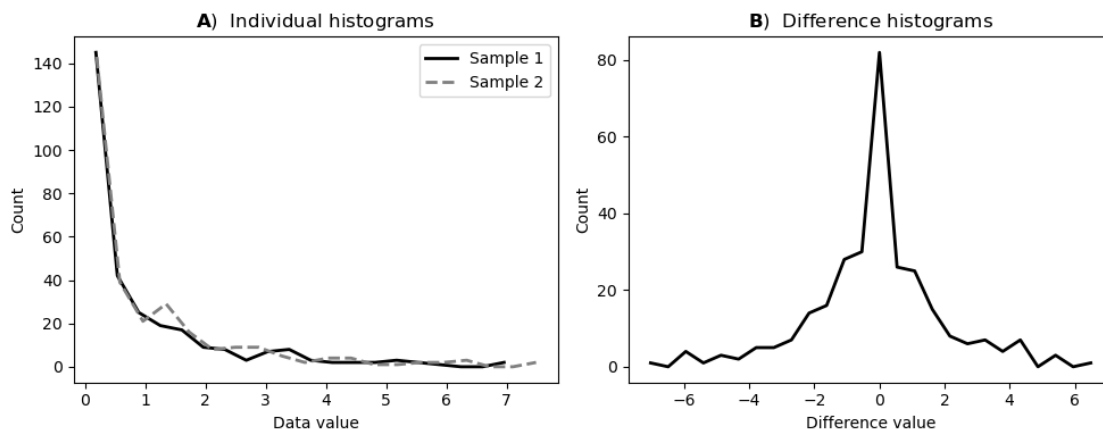 A) Individual histograms
Sample 1
Sample 2
140
120
100
80
60
40
20
0
Count
0 1 2 3 4 5 6 7
Data value
B) Difference histograms
80
60
40
20
0
Count
−6 −4 −2 0 2 4 6
Difference value